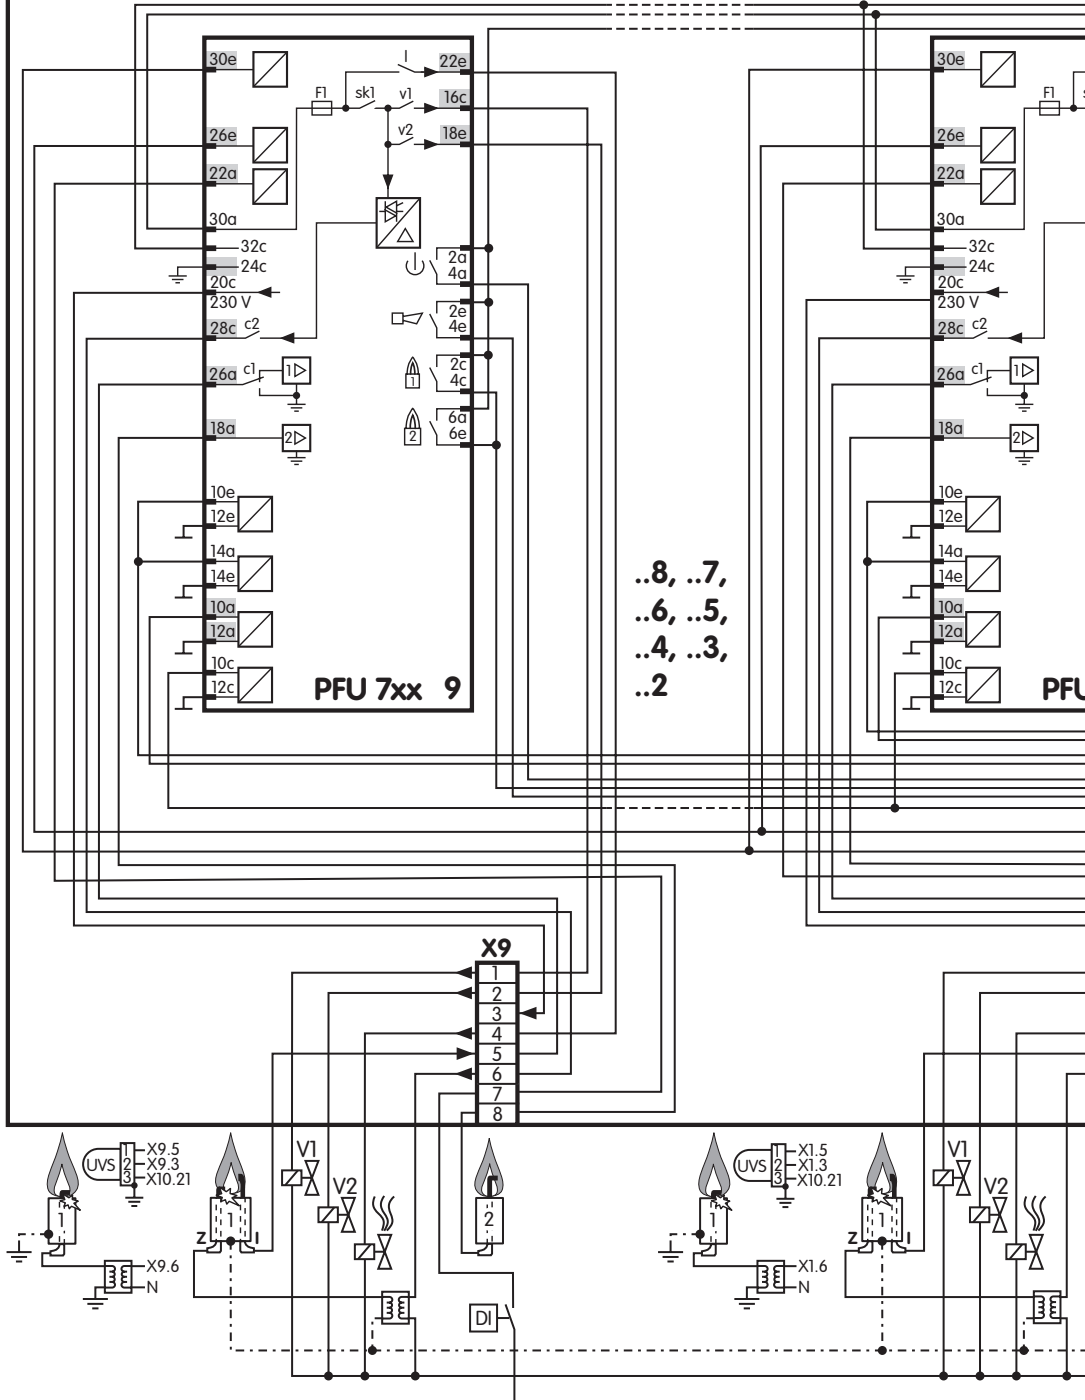 30e
I
22e
F1
sk1
v1
16c
v2
18e
26e
22a
30a
32c
24c
20c
230 V
28c
c2
26a
c1
1
18a
2
2a
4a
2e
4e
2c
4c
1
6a
6e
2
10e
12e
14a
14e
10a
12a
10c
12c
PFU 7xx 9
..8, ..7,
..6, ..5,
..4, ..3,
..2
30e
F1
26e
22a
30a
32c
24c
20c
230 V
28c
c2
26a
c1
1
18a
2
10e
12e
14a
14e
10a
12a
10c
12c
PFU
X9
1
2
3
4
5
6
7
8
UVS
1
2
3
X9.5
X9.3
X10.21
1
X9.6
N
1
Z
I
V1
V2
2
DI
UVS
1
2
3
X1.5
X1.3
X10.21
1
X1.6
N
1
Z
I
V1
V2